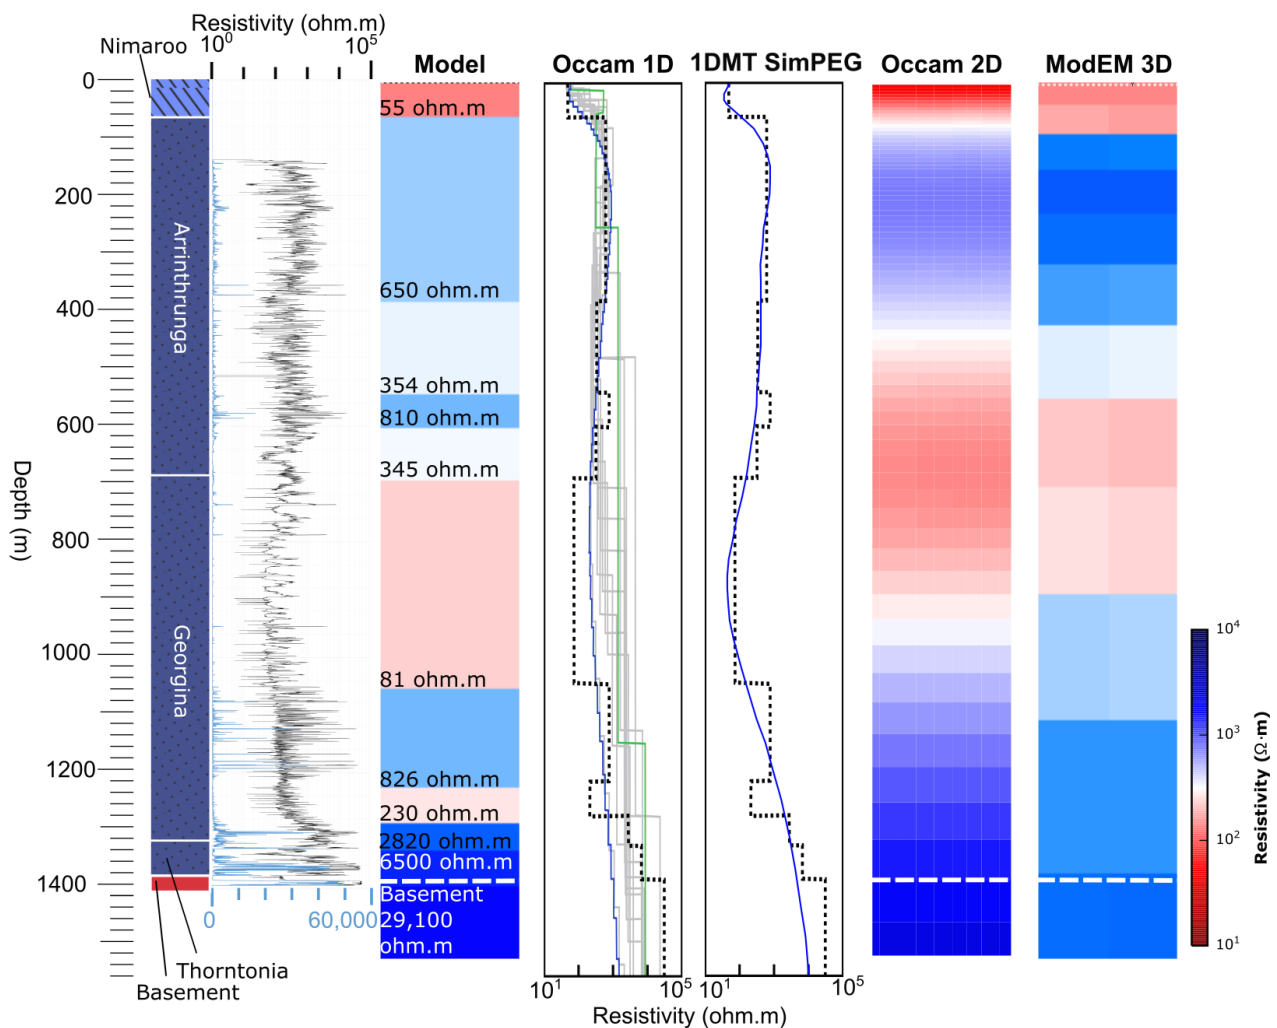 Resistivity (ohm.m)
10^0 10^5
Nimaroo
Model
Occam 1D
1DMT SimPEG
Occam 2D
ModEM 3D
0
200
400
600
800
1000
1200
1400
Depth (m)
Arrinthrunga
Georgina
Thorntonia
Basement
0 60,000
55 ohm.m
650 ohm.m
354 ohm.m
810 ohm.m
345 ohm.m
81 ohm.m
826 ohm.m
230 ohm.m
2820 ohm.m
6500 ohm.m
Basement
29,100
ohm.m
10^1 10^5
10^1 10^5
Resistivity (ohm.m)
10^4
10^3
10^2
10^1
Resistivity (Ω·m)